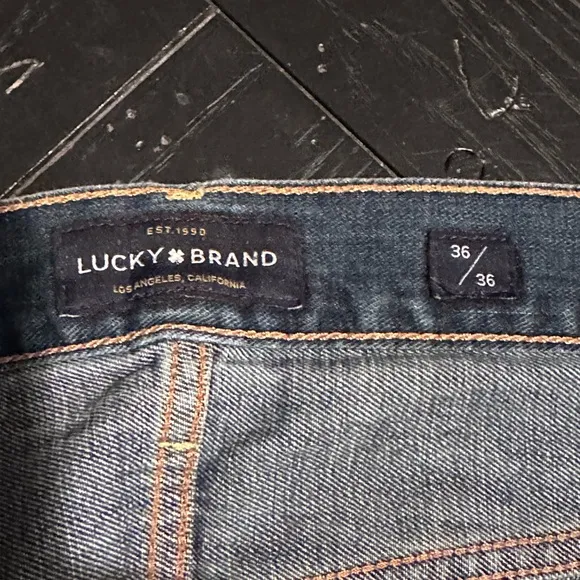 EST.1990
LUCKY BRAND
LOS ANGELES, CALIFORNIA
36/36